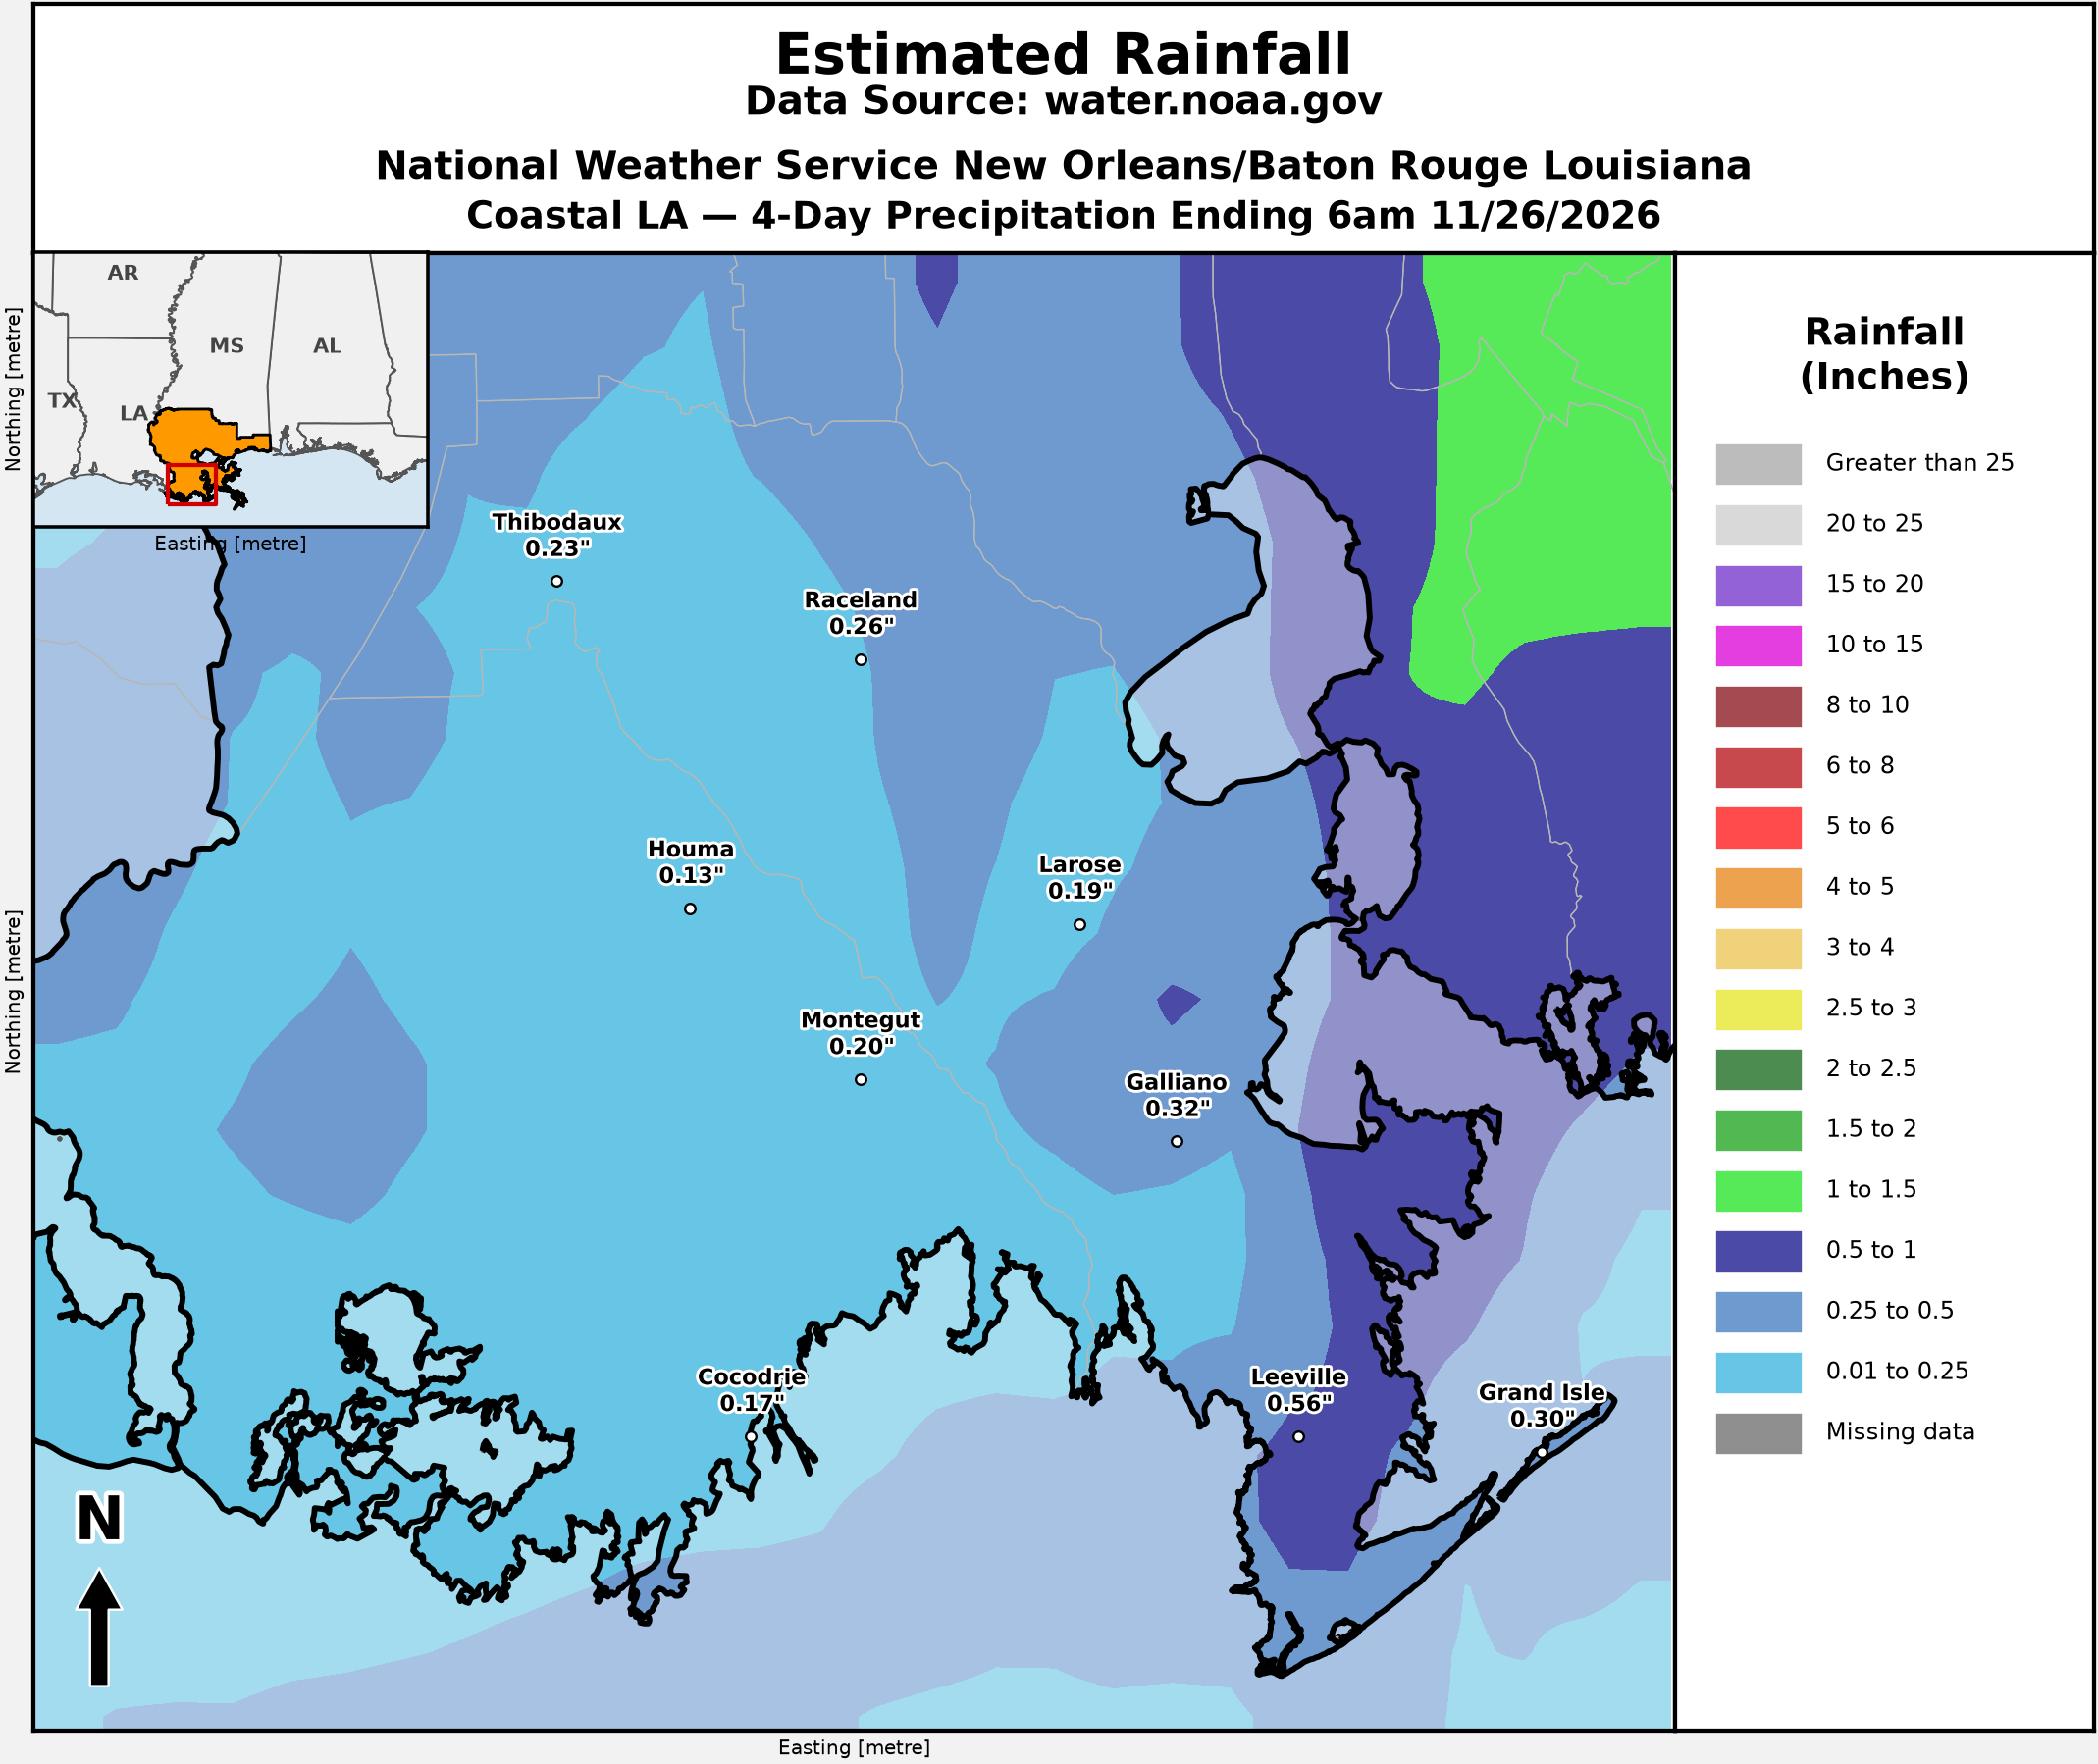 Estimated Rainfall
Data Source: water.noaa.gov
National Weather Service New Orleans/Baton Rouge Louisiana
Coastal LA — 4-Day Precipitation Ending 6am 11/26/2026
Northing [metre]
AR
MS
AL
TX
LA
Easting [metre]
Thibodaux
0.23"
Raceland
0.26"
Houma
0.13"
Larose
0.19"
Northing [metre]
Montegut
0.20"
Galliano
0.32"
Cocodrie
0.17"
Leeville
0.56"
Grand Isle
0.30"
N
Easting [metre]
Rainfall
(Inches)
Greater than 25
20 to 25
15 to 20
10 to 15
8 to 10
6 to 8
5 to 6
4 to 5
3 to 4
2.5 to 3
2 to 2.5
1.5 to 2
1 to 1.5
0.5 to 1
0.25 to 0.5
0.01 to 0.25
Missing data